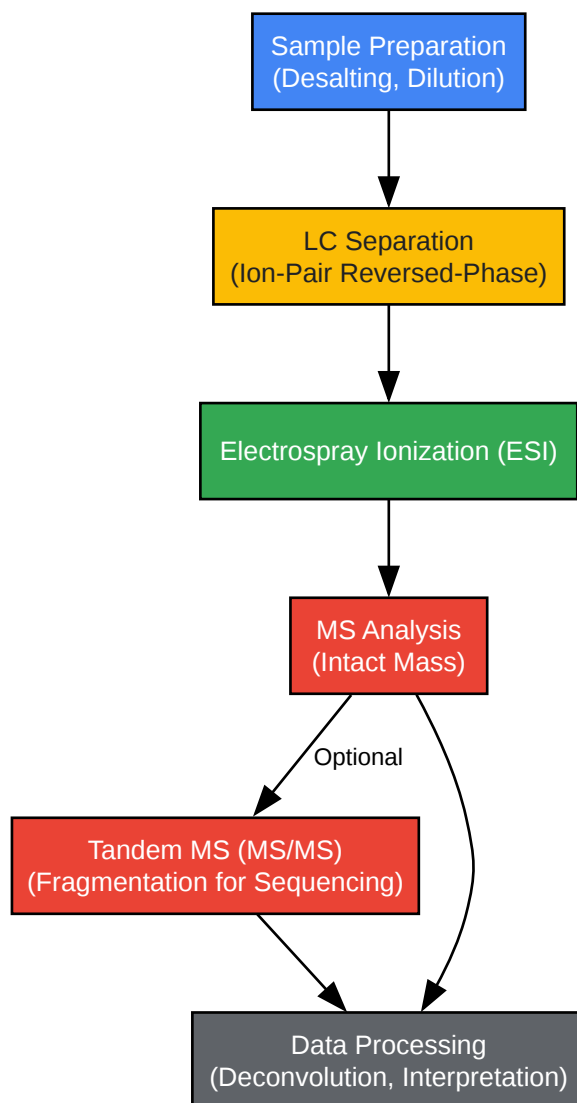 Sample Preparation
(Desalting, Dilution)
LC Separation
(Ion-Pair Reversed-Phase)
Electrospray Ionization (ESI)
MS Analysis
(Intact Mass)
Optional
Tandem MS (MS/MS)
(Fragmentation for Sequencing)
Data Processing
(Deconvolution, Interpretation)